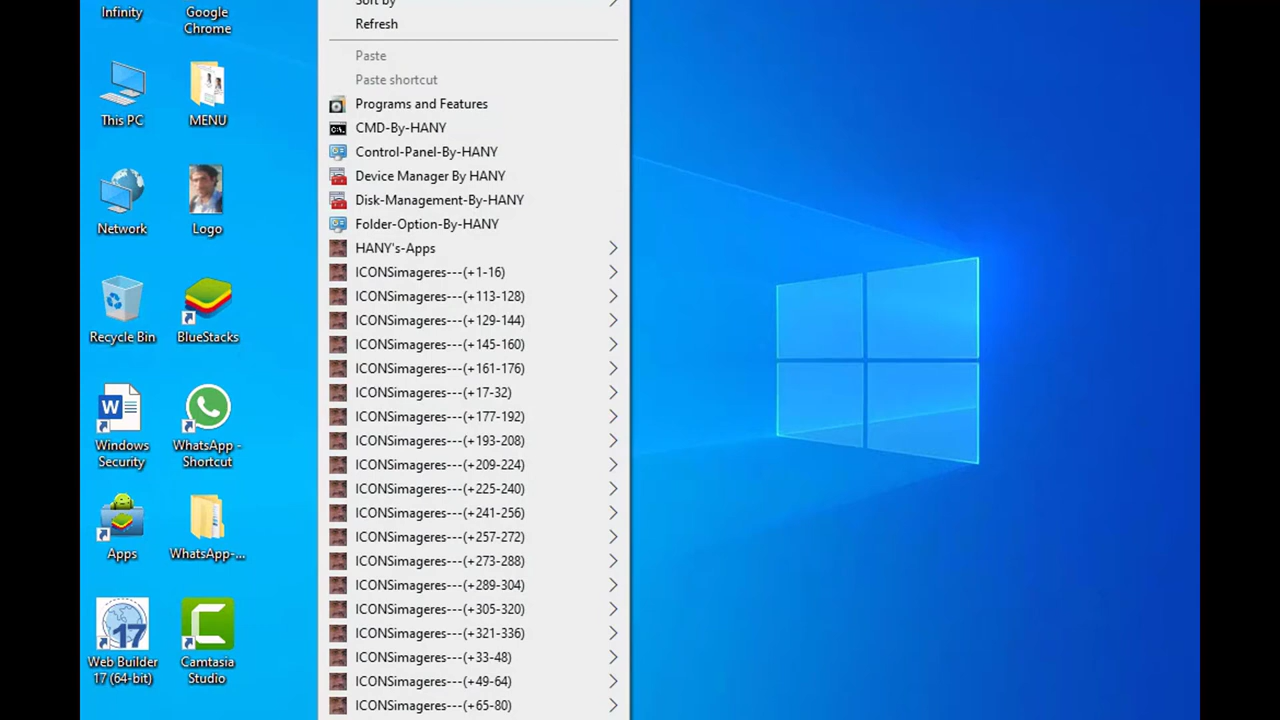 Infinity
Google
Chrome
This PC
MENU
Network
Logo
Recycle Bin
BlueStacks
W
Windows
Security
WhatsApp -
Shortcut
Apps
WhatsApp-...
17
Web Builder
17 (64-bit)
Camtasia
Studio
Sort by
Refresh
Paste
Paste shortcut
Programs and Features
C:\.
CMD-By-HANY
Control-Panel-By-HANY
Device Manager By HANY
Disk-Management-By-HANY
Folder-Option-By-HANY
HANY's-Apps
ICONSimageres---(+1-16)
ICONSimageres---(+113-128)
ICONSimageres---(+129-144)
ICONSimageres---(+145-160)
ICONSimageres---(+161-176)
ICONSimageres---(+17-32)
ICONSimageres---(+177-192)
ICONSimageres---(+193-208)
ICONSimageres---(+209-224)
ICONSimageres---(+225-240)
ICONSimageres---(+241-256)
ICONSimageres---(+257-272)
ICONSimageres---(+273-288)
ICONSimageres---(+289-304)
ICONSimageres---(+305-320)
ICONSimageres---(+321-336)
ICONSimageres---(+33-48)
ICONSimageres---(+49-64)
ICONSimageres---(+65-80)